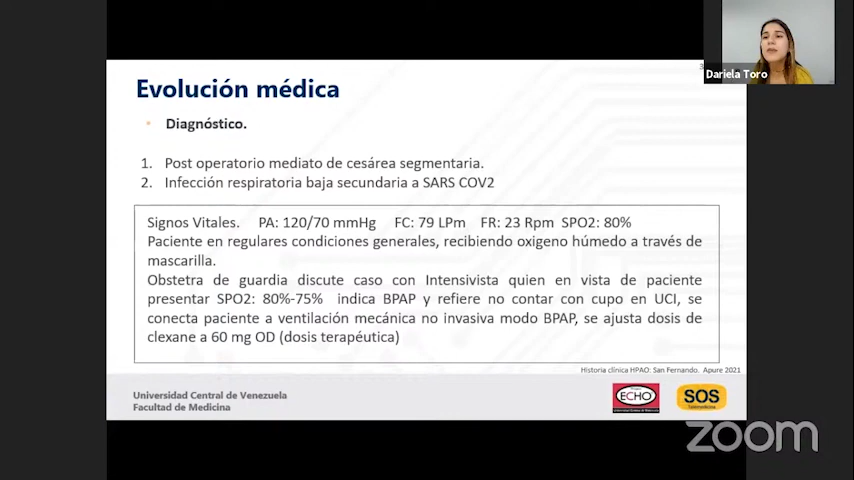 Dariela Toro
Evolución médica
Diagnóstico.
1. Post operatorio mediato de cesárea segmentaria.
2. Infección respiratoria baja secundaria a SARS COV2
Signos Vitales. PA: 120/70 mmHg FC: 79 LPm FR: 23 Rpm SPO2: 80%
Paciente en regulares condiciones generales, recibiendo oxigeno húmedo a través de
mascarilla.
Obstetra de guardia discute caso con Intensivista quien en vista de paciente
presentar SPO2: 80%-75% indica BPAP y refiere no contar con cupo en UCI, se
conecta paciente a ventilación mecánica no invasiva modo BPAP, se ajusta dosis de
clexane a 60 mg OD (dosis terapéutica)
Historia clínica HPAO: San Fernando. Apure 2021
Universidad Central de Venezuela
Facultad de Medicina
ECHO
SOS
Telemedicina
zoom